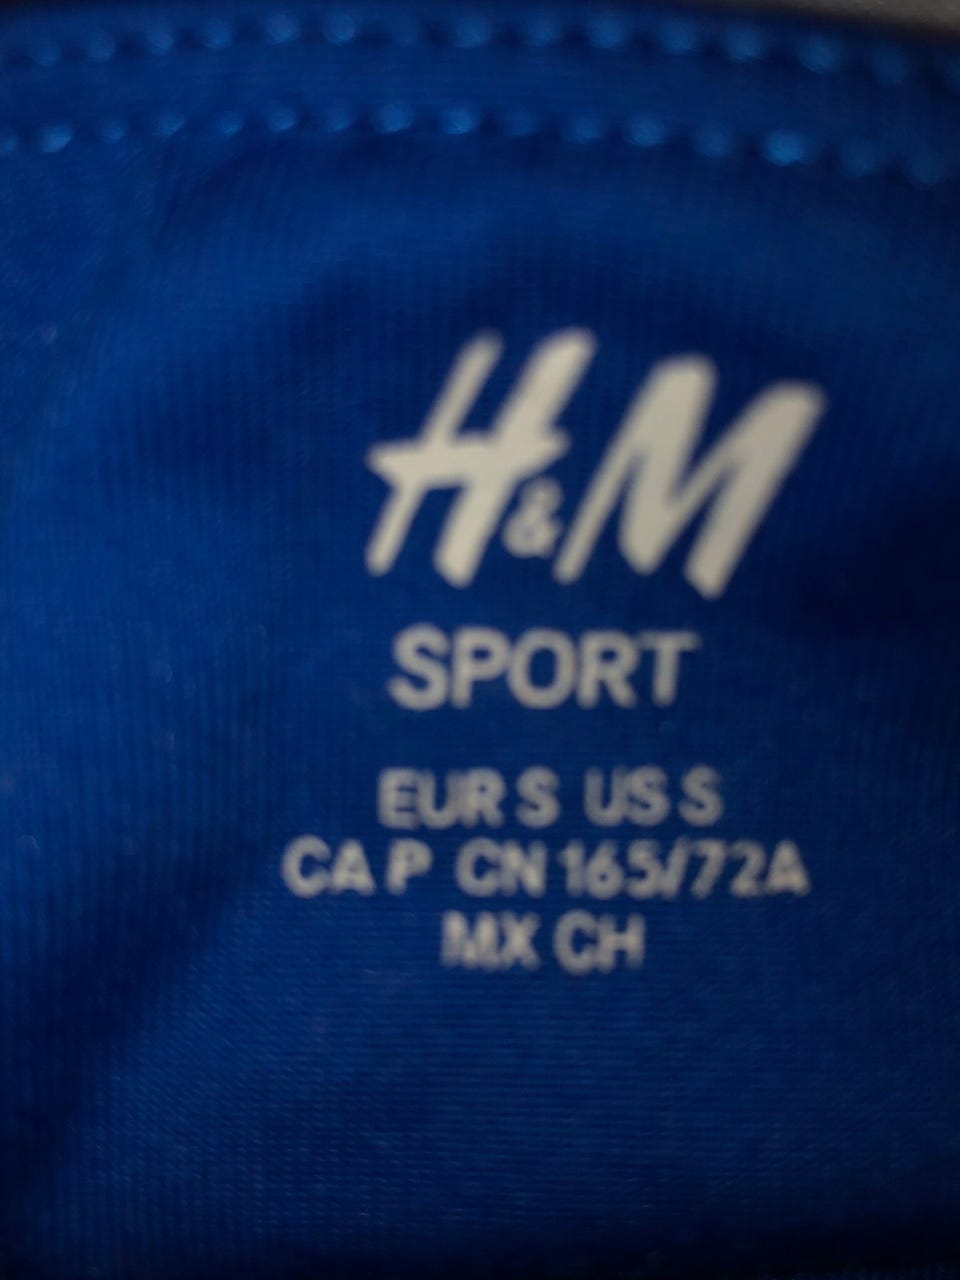 H&M
SPORT
EUR S US S
CA P CN 165/72A
MX CH